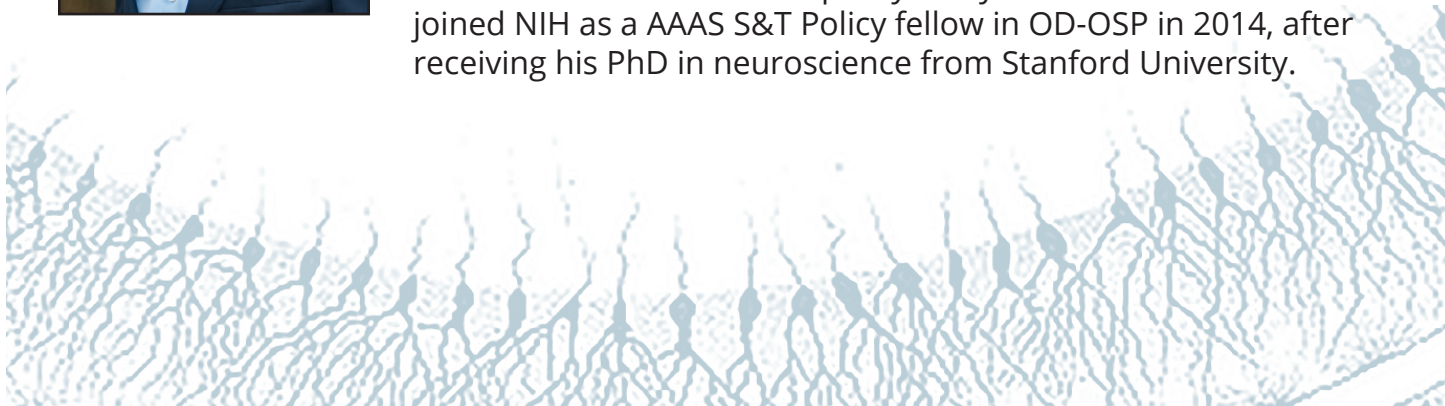 joined NIH as a AAAS S&T Policy fellow in OD-OSP in 2014, after
receiving his PhD in neuroscience from Stanford University.